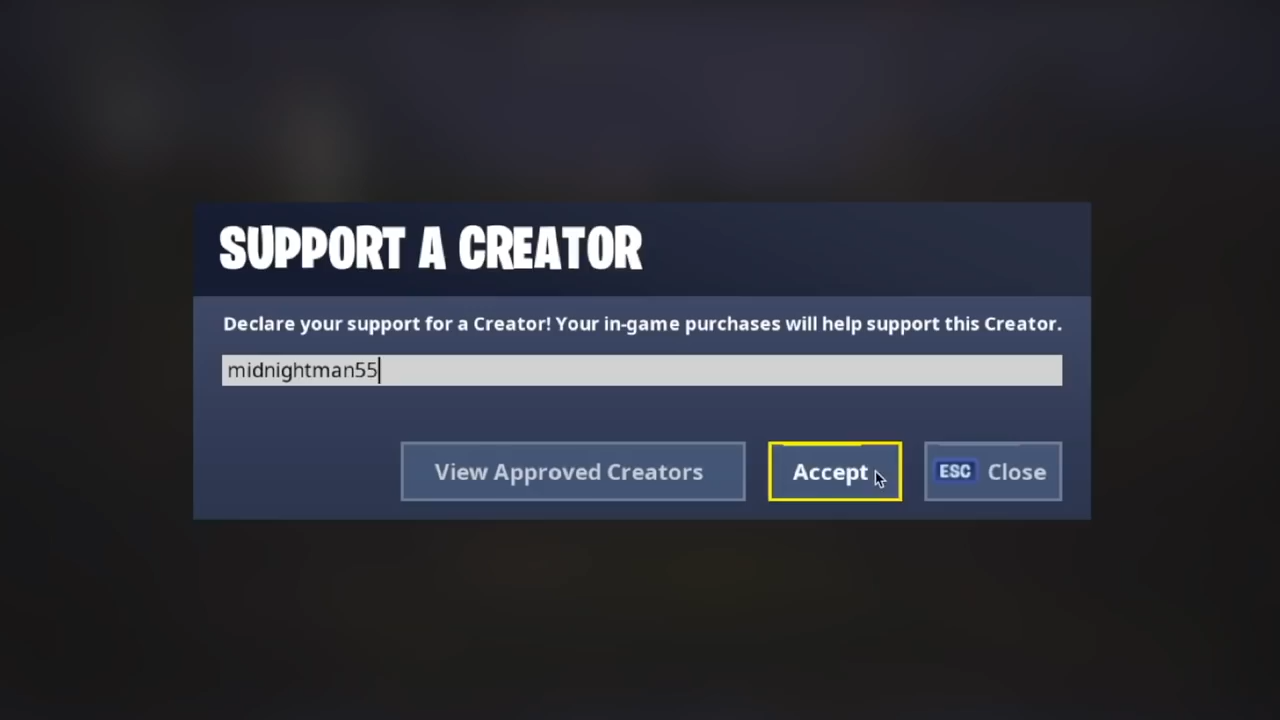 SUPPORT A CREATOR
Declare your support for a Creator! Your in-game purchases will help support this Creator.
midnightman55
View Approved Creators
Accept
ESC Close